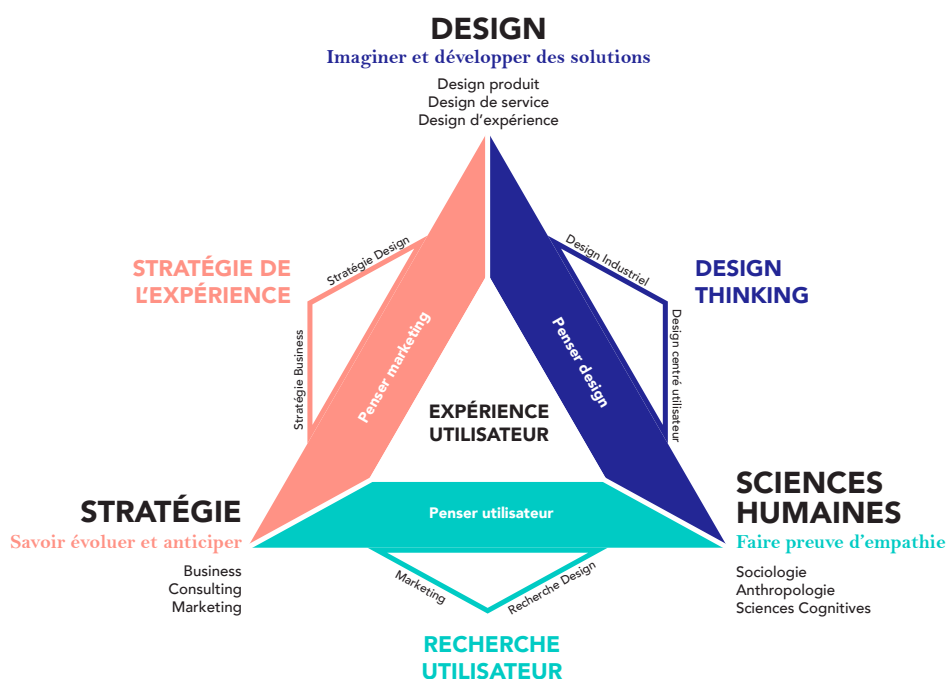 DESIGN
Imaginer et développer des solutions
Design produit
Design de service
Design d'expérience
STRATÉGIE DE
L'EXPÉRIENCE
Stratégie Design
Stratégie Business
Penser marketing
Design Industriel
Design centré utilisateur
Penser design
DESIGN
THINKING
EXPÉRIENCE
UTILISATEUR
STRATÉGIE
Savoir évoluer et anticiper
Business
Consulting
Marketing
Penser utilisateur
SCIENCES
HUMAINES
Faire preuve d'empathie
Sociologie
Anthropologie
Sciences Cognitives
Marketing
Recherche Design
RECHERCHE
UTILISATEUR